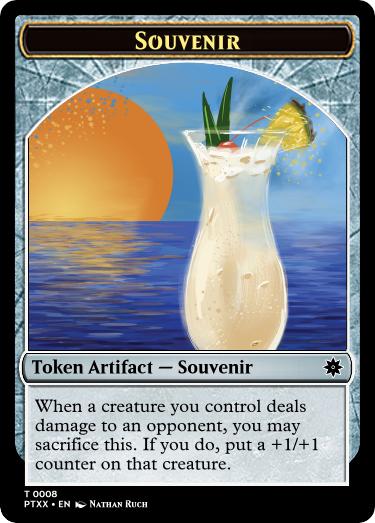 Souvenir
Token Artifact — Souvenir
When a creature you control deals
damage to an opponent, you may
sacrifice this. If you do, put a +1/+1
counter on that creature.
T 0008
PTXX • EN Nathan Ruch